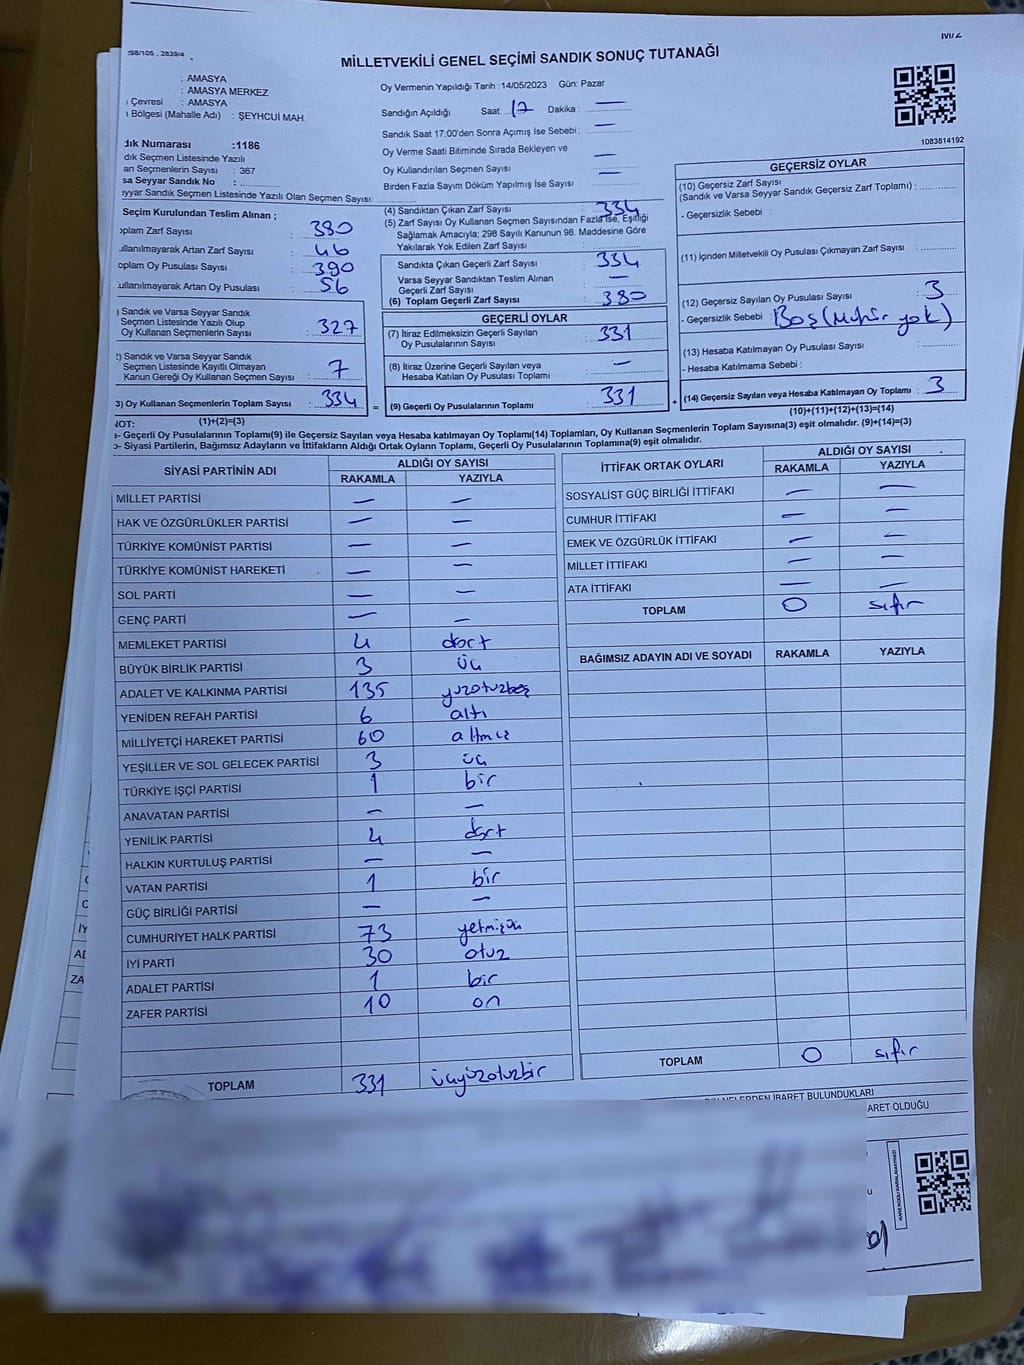 MİLLETVEKİLİ GENEL SEÇİMİ SANDIK SONUÇ TUTANAĞI
: AMASYA
: AMASYA MERKEZ
Çevresi : AMASYA
Bölgesi (Mahalle Adı) : ŞEYHCUİ MAH.
dık Numarası :1186
dık Seçmen Listesinde Yazılı
an Seçmenlerin Sayısı : 367
sa Seyyar Sandık No :
yyar Sandık Seçmen Listesinde Yazılı Olan Seçmen Sayısı:
Oy Vermenin Yapıldığı Tarih : 14/05/2023 Gün: Pazar
Sandığın Açıldığı Saat: 17 Dakika : —
Sandık Saat 17:00'den Sonra Açımış İse Sebebi : —
Oy Verme Saati Bitiminde Sırada Bekleyen ve
Oy Kullandırılan Seçmen Sayısı : —
Birden Fazla Sayım Döküm Yapılmış İse Sayısı : —
1083814192
Seçim Kurulundan Teslim Alınan ;
oplam Zarf Sayısı : 380
ullanılmayarak Artan Zarf Sayısı : 46
oplam Oy Pusulası Sayısı : 390
ullanılmayarak Artan Oy Pusulası : 56
) Sandık ve Varsa Seyyar Sandık
Seçmen Listesinde Yazılı Olup
Oy Kullanan Seçmenlerin Sayısı : 327
2) Sandık ve Varsa Seyyar Sandık
Seçmen Listesinde Kayıtlı Olmayan
Kanun Gereği Oy Kullanan Seçmen Sayısı : 7
3) Oy Kullanan Seçmenlerin Toplam Sayısı : 334
(1)+(2)=(3)
(4) Sandıktan Çıkan Zarf Sayısı : 334
(5) Zarf Sayısı Oy Kullanan Seçmen Sayısından Fazla İse, Eşitliği
Sağlamak Amacıyla; 298 Sayılı Kanunun 98. Maddesine Göre
Yakılarak Yok Edilen Zarf Sayısı :
Sandıkta Çıkan Geçerli Zarf Sayısı : 334
Varsa Seyyar Sandıktan Teslim Alınan
Geçerli Zarf Sayısı : —
(6) Toplam Geçerli Zarf Sayısı : 380
GEÇERLİ OYLAR
(7) İtiraz Edilmeksizin Geçerli Sayılan
Oy Pusulalarının Sayısı : 331
(8) İtiraz Üzerine Geçerli Sayılan veya
Hesaba Katılan Oy Pusulası Toplamı : —
= (9) Geçerli Oy Pusulalarının Toplamı : 331
GEÇERSİZ OYLAR
(10) Geçersiz Zarf Sayısı
(Sandık ve Varsa Seyyar Sandık Geçersiz Zarf Toplamı) :
- Geçersizlik Sebebi :
(11) İçinden Milletvekili Oy Pusulası Çıkmayan Zarf Sayısı :
(12) Geçersiz Sayılan Oy Pusulası Sayısı : 3
- Geçersizlik Sebebi : Boş (Mühür yok)
(13) Hesaba Katılmayan Oy Pusulası Sayısı :
- Hesaba Katılmama Sebebi :
+ (14) Geçersiz Sayılan veya Hesaba Katılmayan Oy Toplamı : 3
(10)+(11)+(12)+(13)=(14)
NOT:
a- Geçerli Oy Pusulalarının Toplamı(9) ile Geçersiz Sayılan veya Hesaba katılmayan Oy Toplamı(14) Toplamları, Oy Kullanan Seçmenlerin Toplam Sayısına(3) eşit olmalıdır. (9)+(14)=(3)
b- Siyasi Partilerin, Bağımsız Adayların ve İttifakların Aldığı Ortak Oyların Toplamı, Geçerli Oy Pusulalarının Toplamına(9) eşit olmalıdır.
SİYASİ PARTİNİN ADI ALDIĞI OY SAYISI
RAKAMLA YAZIYLA
MİLLET PARTİSİ — —
HAK VE ÖZGÜRLÜKLER PARTİSİ — —
TÜRKİYE KOMÜNİST PARTİSİ — —
TÜRKİYE KOMÜNİST HAREKETİ — —
SOL PARTİ — —
GENÇ PARTİ — —
MEMLEKET PARTİSİ 4 dört
BÜYÜK BİRLİK PARTİSİ 3 üç
ADALET VE KALKINMA PARTİSİ 135 yüzotuzbeş
YENİDEN REFAH PARTİSİ 6 altı
MİLLİYETÇİ HAREKET PARTİSİ 60 altmış
YEŞİLLER VE SOL GELECEK PARTİSİ 3 üç
TÜRKİYE İŞÇİ PARTİSİ 1 bir
ANAVATAN PARTİSİ — —
YENİLİK PARTİSİ 4 dört
HALKIN KURTULUŞ PARTİSİ — —
VATAN PARTİSİ 1 bir
GÜÇ BİRLİĞİ PARTİSİ — —
CUMHURİYET HALK PARTİSİ 73 yetmişüç
İYİ PARTİ 30 otuz
ADALET PARTİSİ 1 bir
ZAFER PARTİSİ 10 on
TOPLAM 331 üçyüzotuzbir
İTTİFAK ORTAK OYLARI ALDIĞI OY SAYISI
RAKAMLA YAZIYLA
SOSYALİST GÜÇ BİRLİĞİ İTTİFAKI — —
CUMHUR İTTİFAKI — —
EMEK VE ÖZGÜRLÜK İTTİFAKI — —
MİLLET İTTİFAKI — —
ATA İTTİFAKI — —
TOPLAM 0 sıfır
BAĞIMSIZ ADAYIN ADI VE SOYADI RAKAMLA YAZIYLA
TOPLAM 0 sıfır
NELERDEN İBARET BULUNDUKLARI
ARET OLDUĞU